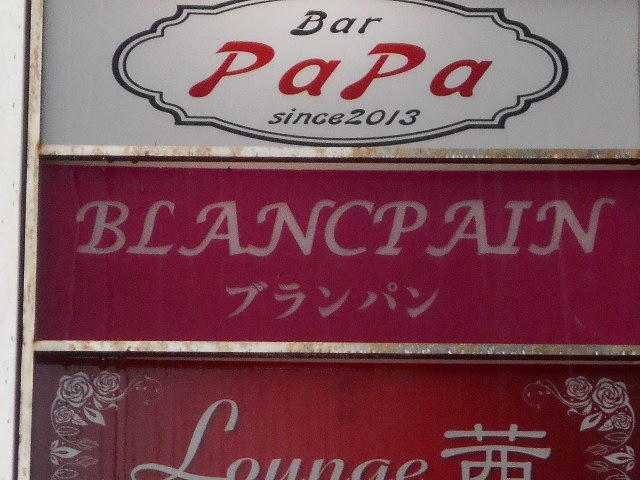 Bar
PaPa
since2013
BLANCPAIN
ブランパン
Lounge 茜